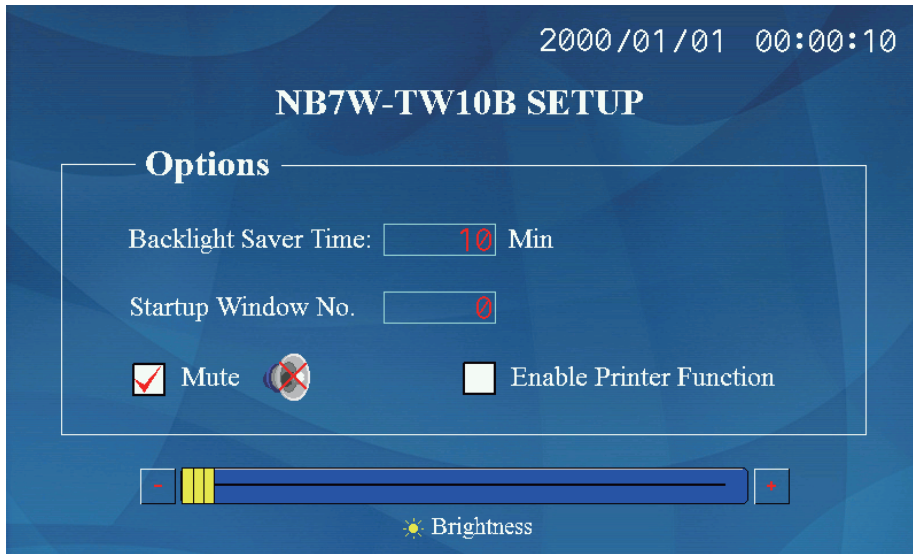 2000/01/01 00:00:10
NB7W-TW10B SETUP
Options
Backlight Saver Time: 10 Min
Startup Window No. 0
Mute Enable Printer Function
- +
Brightness